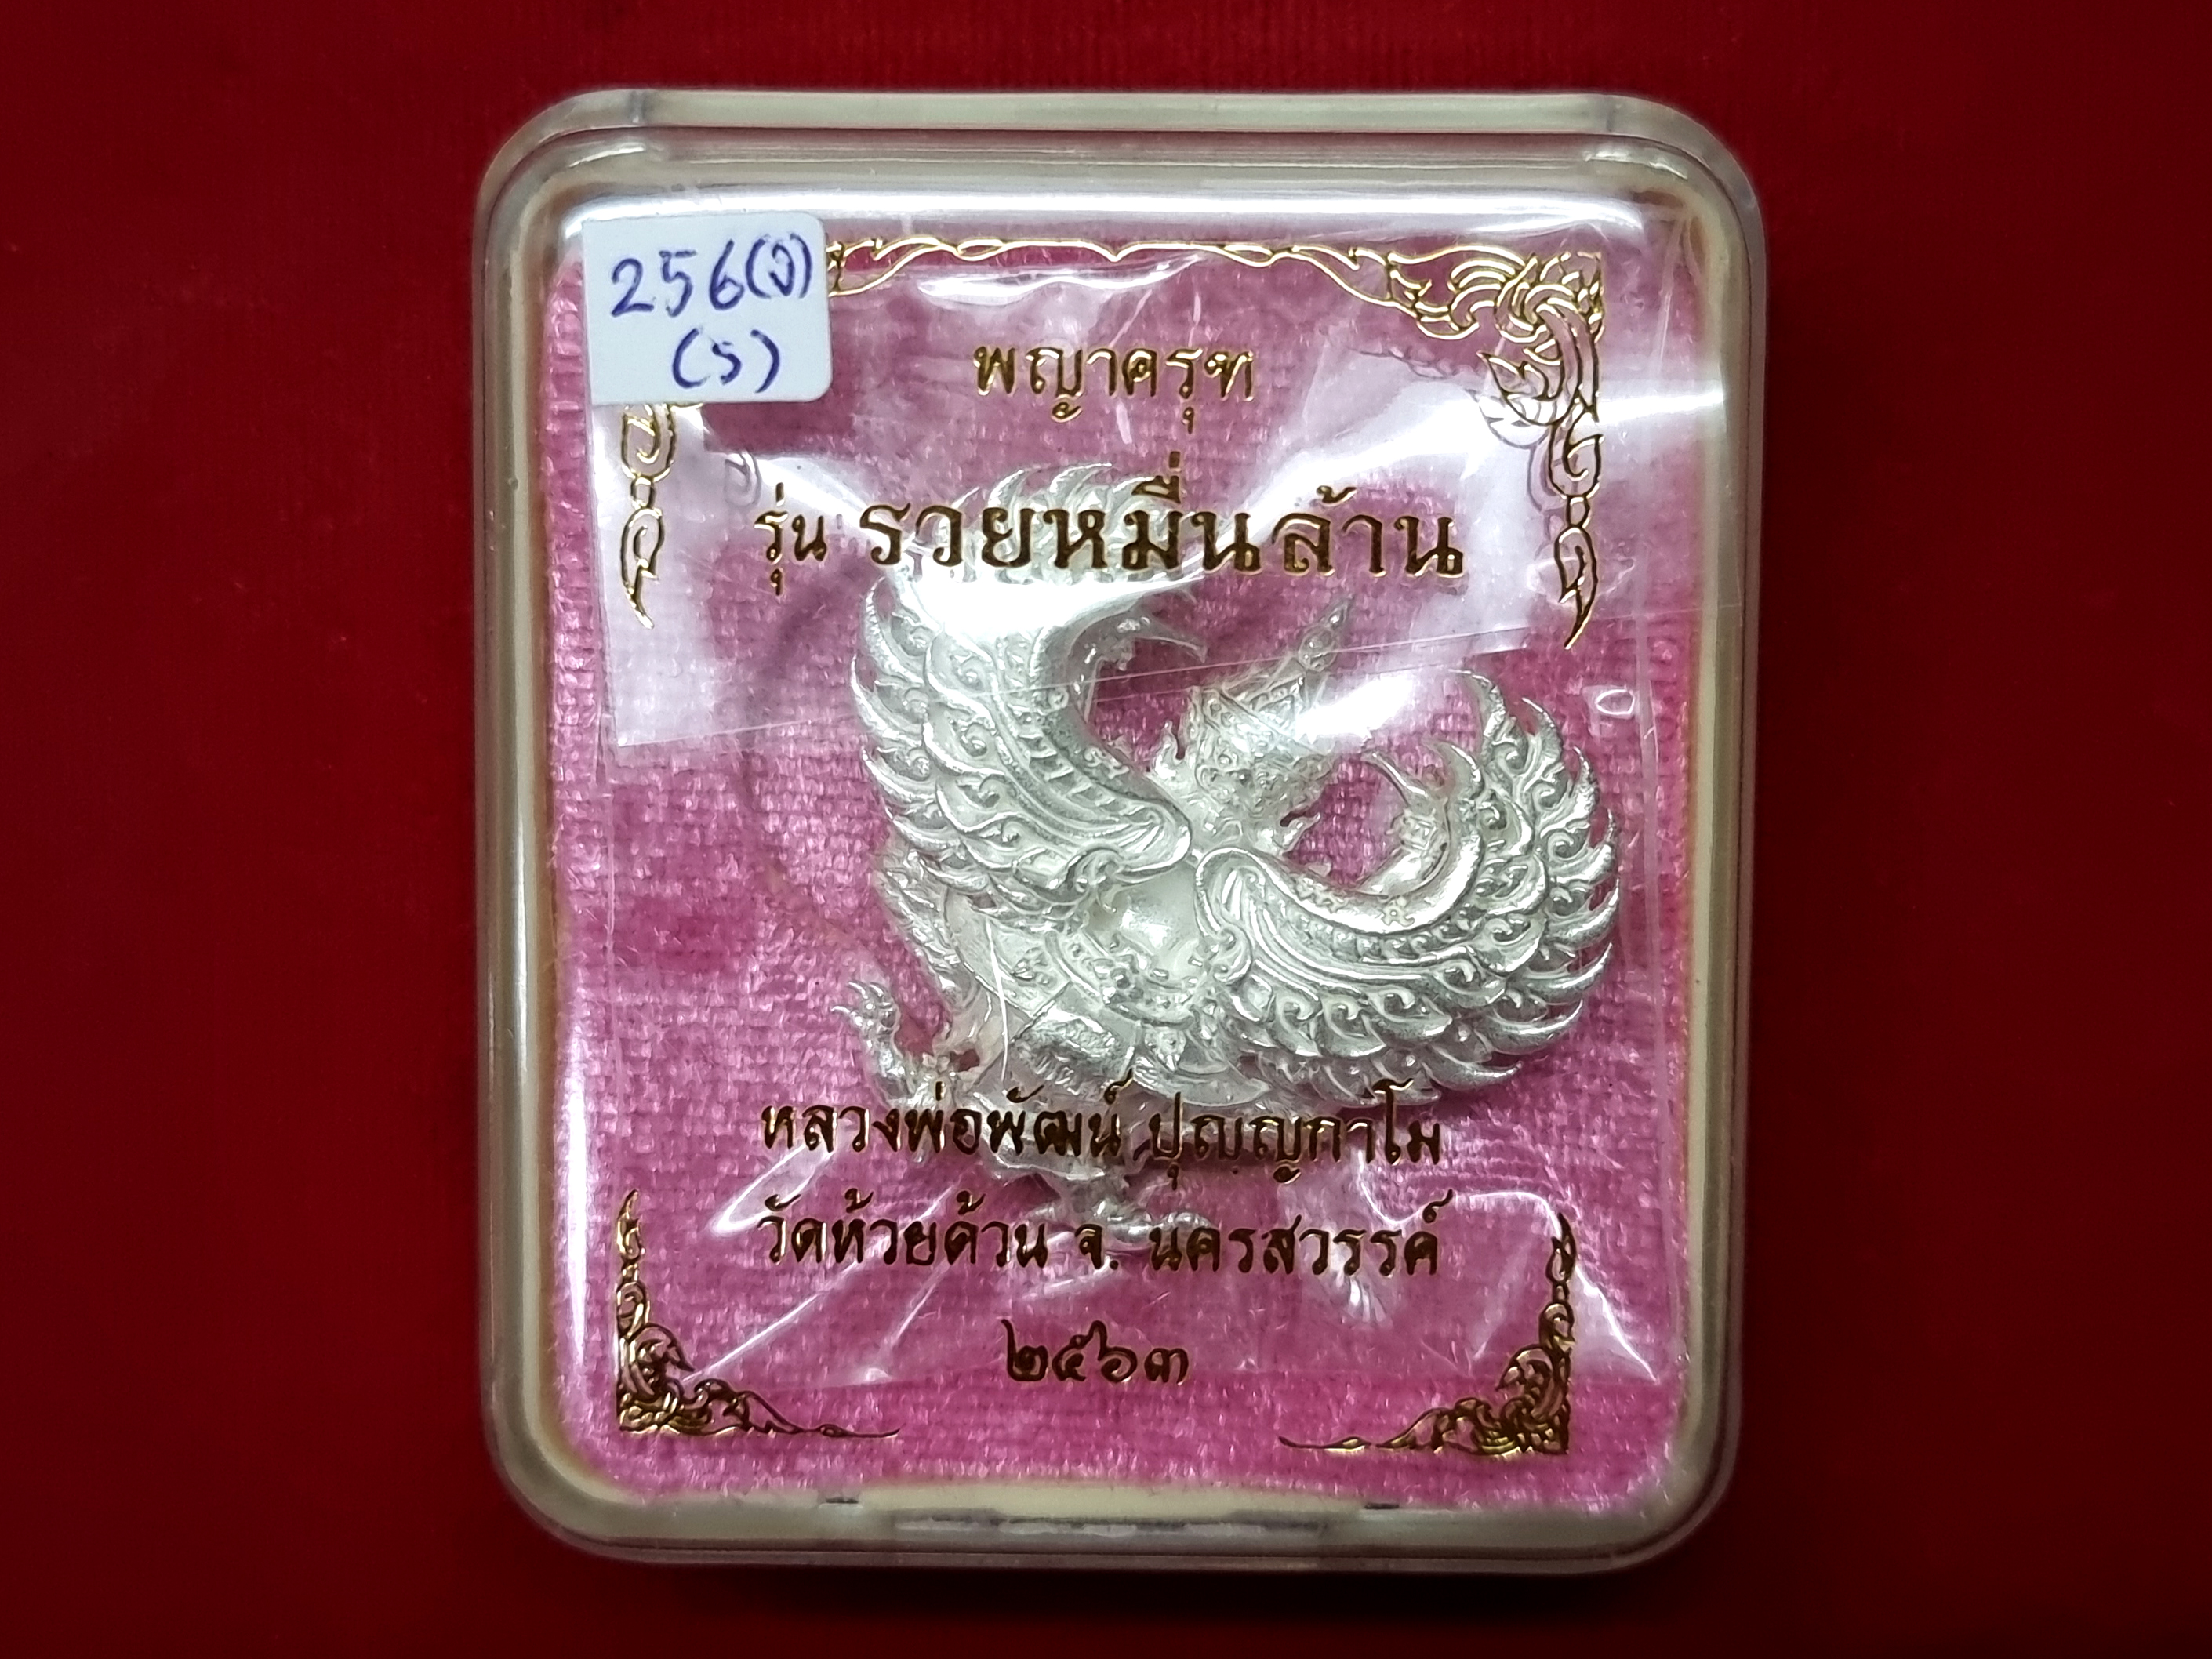 256(ง)
(ร)
พญาครุฑ
รุ่น รวยหมื่นล้าน
หลวงพ่อพัฒน์ ปุญฺญกาโม
วัดห้วยด้วน จ. นครสวรรค์
๒๕๖๓